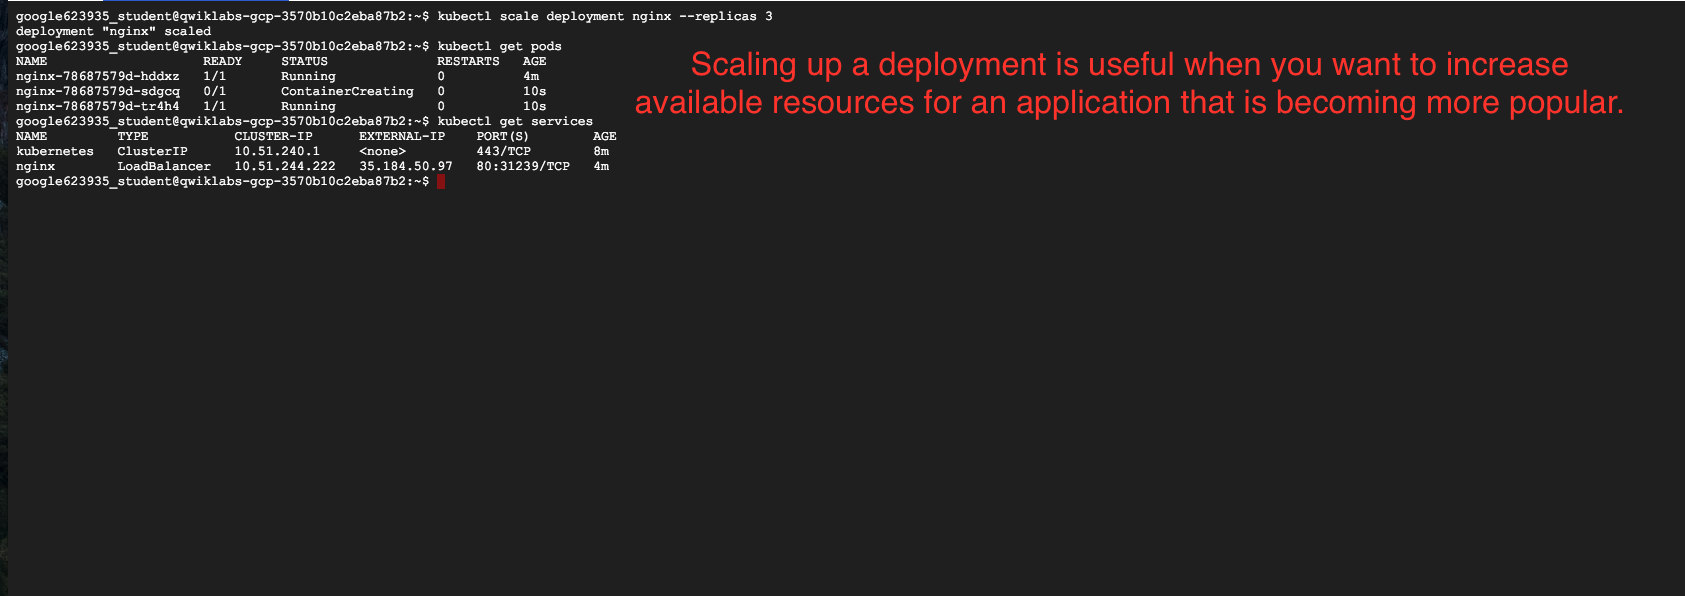 google623935_student@qwiklabs-gcp-3570b10c2eba87b2:~$ kubectl scale deployment nginx --replicas 3
deployment "nginx" scaled
google623935_student@qwiklabs-gcp-3570b10c2eba87b2:~$ kubectl get pods
NAME READY STATUS RESTARTS AGE
nginx-78687579d-hddxz 1/1 Running 0 4m
nginx-78687579d-sdgcq 0/1 ContainerCreating 0 10s
nginx-78687579d-tr4h4 1/1 Running 0 10s
google623935_student@qwiklabs-gcp-3570b10c2eba87b2:~$ kubectl get services
NAME TYPE CLUSTER-IP EXTERNAL-IP PORT(S) AGE
kubernetes ClusterIP 10.51.240.1 <none> 443/TCP 8m
nginx LoadBalancer 10.51.244.222 35.184.50.97 80:31239/TCP 4m
google623935_student@qwiklabs-gcp-3570b10c2eba87b2:~$
Scaling up a deployment is useful when you want to increase
available resources for an application that is becoming more popular.